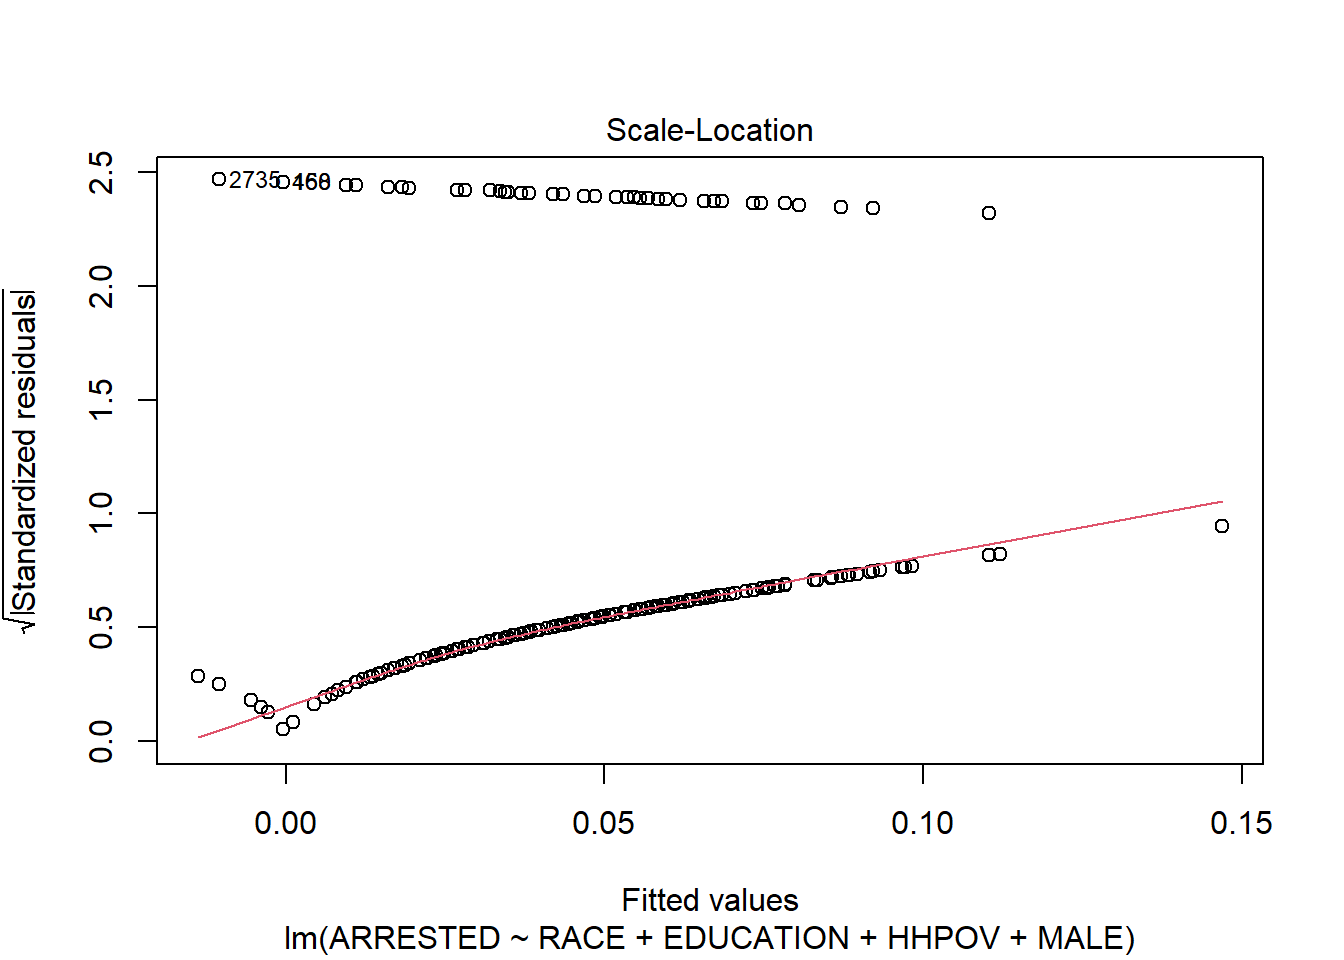 Scale-Location
2.5
2.0
1.5
1.0
0.5
0.0
√|Standardized residuals|
2735
0.00
0.05
0.10
0.15
Fitted values
lm(ARRESTED ~ RACE + EDUCATION + HHPOV + MALE)